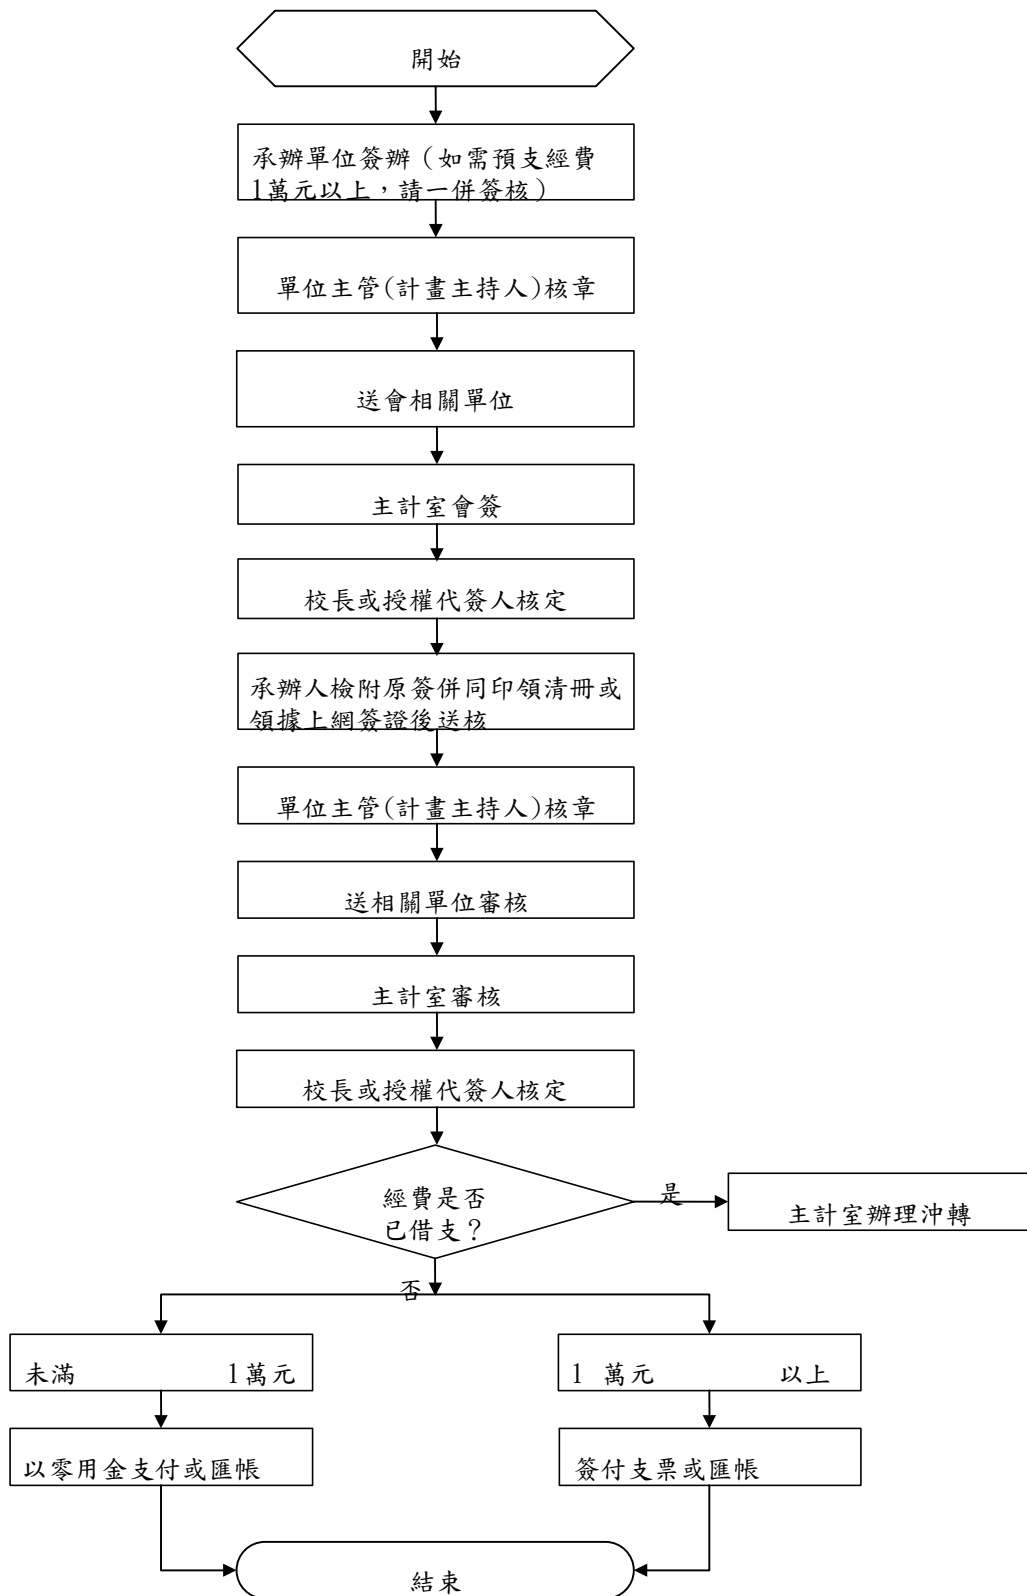 開始
承辦單位簽辦（如需預支經費
1萬元以上，請一併簽核）
單位主管(計畫主持人)核章
送會相關單位
主計室會簽
校長或授權代簽人核定
承辦人檢附原簽併同印領清冊或
領據上網簽證後送核
單位主管(計畫主持人)核章
送相關單位審核
主計室審核
校長或授權代簽人核定
經費是否
已借支？
是
主計室辦理沖轉
否
未滿 1萬元
1 萬元 以上
以零用金支付或匯帳
簽付支票或匯帳
結束